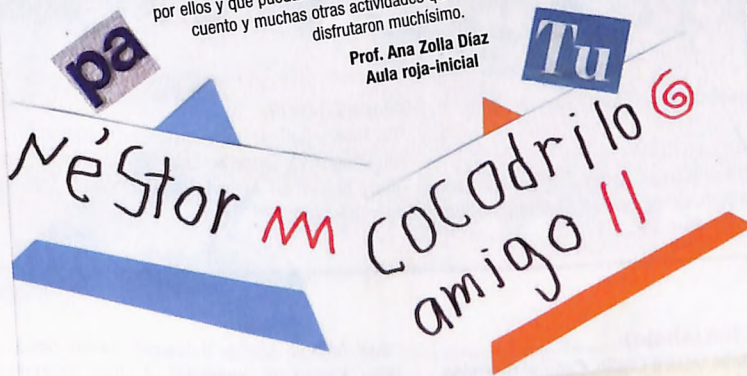 por ellos y que
cuento y muchas otras actividades
disfrutaron muchísimo.
Prof. Ana Zolla Díaz
Aula roja-inicial
pa
Tu
Néstor
cocodrilo
amigo